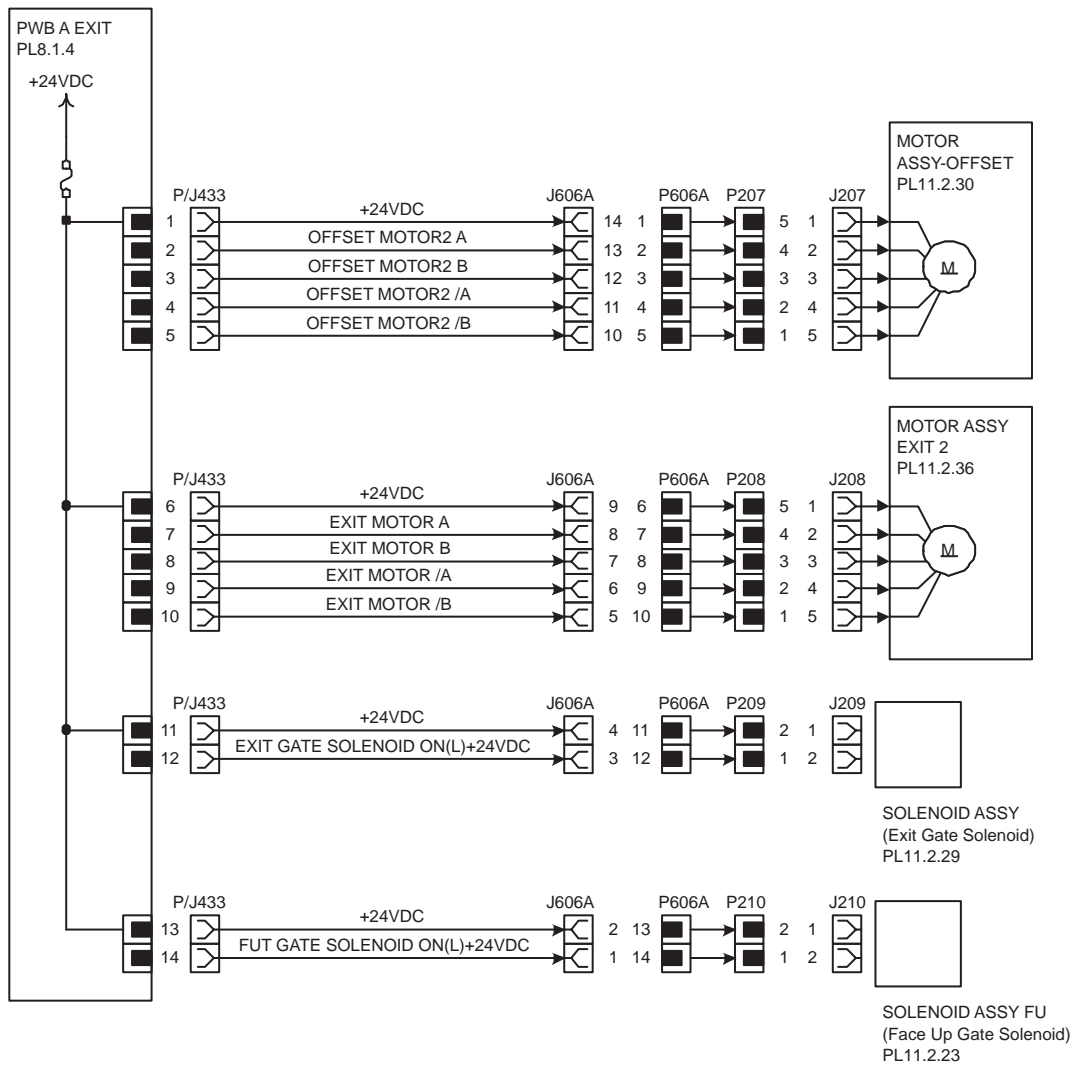 PWB A EXIT
PL8.1.4
+24VDC
MOTOR
ASSY-OFFSET
PL11.2.30
P/J433 J606A P606A P207 J207
1 +24VDC 14 1 5 1
2 OFFSET MOTOR2 A 13 2 4 2
3 OFFSET MOTOR2 B 12 3 3 3
4 OFFSET MOTOR2 /A 11 4 2 4
5 OFFSET MOTOR2 /B 10 5 1 5
M
MOTOR ASSY
EXIT 2
PL11.2.36
P/J433 J606A P606A P208 J208
6 +24VDC 9 6 5 1
7 EXIT MOTOR A 8 7 4 2
8 EXIT MOTOR B 7 8 3 3
9 EXIT MOTOR /A 6 9 2 4
10 EXIT MOTOR /B 5 10 1 5
M
P/J433 J606A P606A P209 J209
11 +24VDC 4 11 2 1
12 EXIT GATE SOLENOID ON(L)+24VDC 3 12 1 2
SOLENOID ASSY
(Exit Gate Solenoid)
PL11.2.29
P/J433 J606A P606A P210 J210
13 +24VDC 2 13 2 1
14 FUT GATE SOLENOID ON(L)+24VDC 1 14 1 2
SOLENOID ASSY FU
(Face Up Gate Solenoid)
PL11.2.23